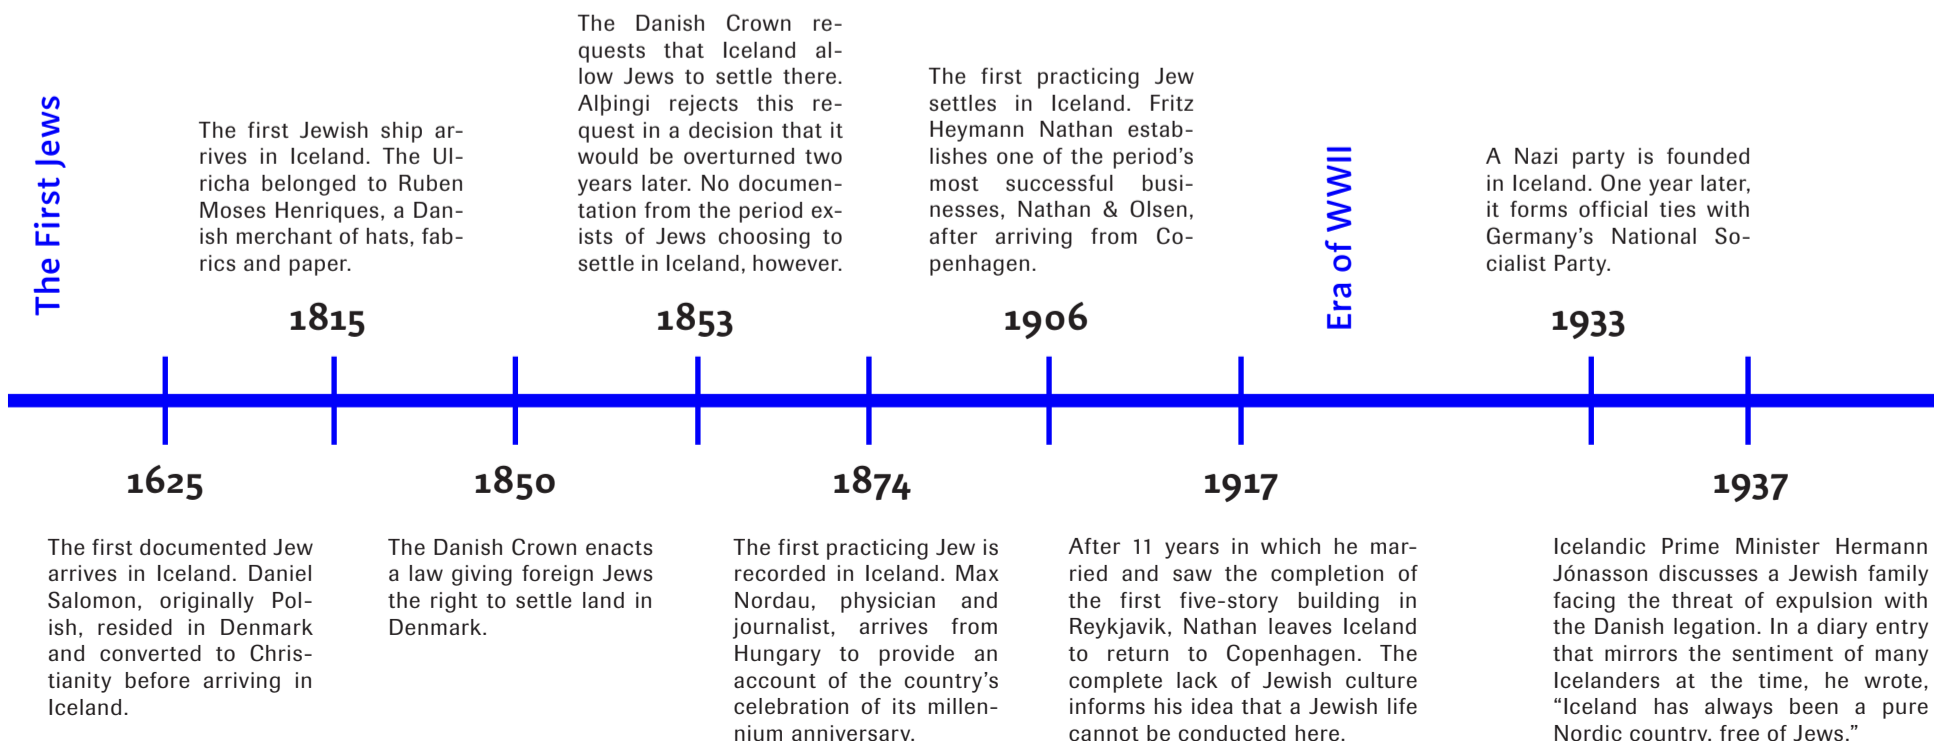 The First Jews
1625
The first documented Jew
arrives in Iceland. Daniel
Salomon, originally Pol-
ish, resided in Denmark
and converted to Chris-
tianity before arriving in
Iceland.
The first Jewish ship ar-
rives in Iceland. The Ul-
richa belonged to Ruben
Moses Henriques, a Dan-
ish merchant of hats, fab-
rics and paper.
1815
1850
The Danish Crown enacts
a law giving foreign Jews
the right to settle land in
Denmark.
The Danish Crown re-
quests that Iceland al-
low Jews to settle there.
Alþingi rejects this re-
quest in a decision that it
would be overturned two
years later. No documen-
tation from the period ex-
ists of Jews choosing to
settle in Iceland, however.
1853
1874
The first practicing Jew is
recorded in Iceland. Max
Nordau, physician and
journalist, arrives from
Hungary to provide an
account of the country's
celebration of its millen-
nium anniversary.
The first practicing Jew
settles in Iceland. Fritz
Heymann Nathan estab-
lishes one of the period's
most successful busi-
nesses, Nathan & Olsen,
after arriving from Co-
penhagen.
1906
1917
After 11 years in which he mar-
ried and saw the completion of
the first five-story building in
Reykjavik, Nathan leaves Iceland
to return to Copenhagen. The
complete lack of Jewish culture
informs his idea that a Jewish life
cannot be conducted here.
Era of WWII
A Nazi party is founded
in Iceland. One year later,
it forms official ties with
Germany's National So-
cialist Party.
1933
1937
Icelandic Prime Minister Hermann
Jónasson discusses a Jewish family
facing the threat of expulsion with
the Danish legation. In a diary entry
that mirrors the sentiment of many
Icelanders at the time, he wrote,
“Iceland has always been a pure
Nordic country, free of Jews.”